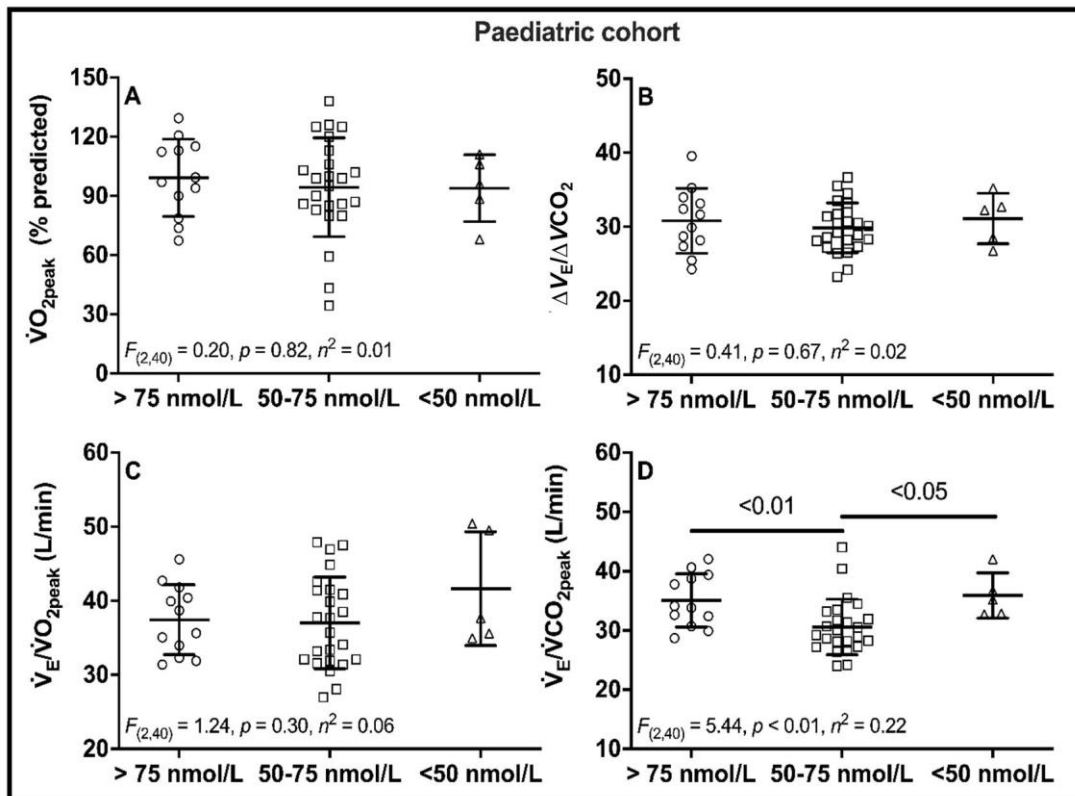 Paediatric cohort
A
V̇O₂peak (% predicted)
150
120
90
60
30
0
F(2,40) = 0.20, p = 0.82, n² = 0.01
> 75 nmol/L 50-75 nmol/L <50 nmol/L
B
ΔVE/ΔVCO₂
50
40
30
20
10
F(2,40) = 0.41, p = 0.67, n² = 0.02
> 75 nmol/L 50-75 nmol/L <50 nmol/L
C
V̇E/V̇O₂peak (L/min)
60
50
40
30
20
F(2,40) = 1.24, p = 0.30, n² = 0.06
> 75 nmol/L 50-75 nmol/L <50 nmol/L
D
V̇E/V̇CO₂peak (L/min)
60
50
40
30
20
10
<0.01
<0.05
F(2,40) = 5.44, p < 0.01, n² = 0.22
> 75 nmol/L 50-75 nmol/L <50 nmol/L